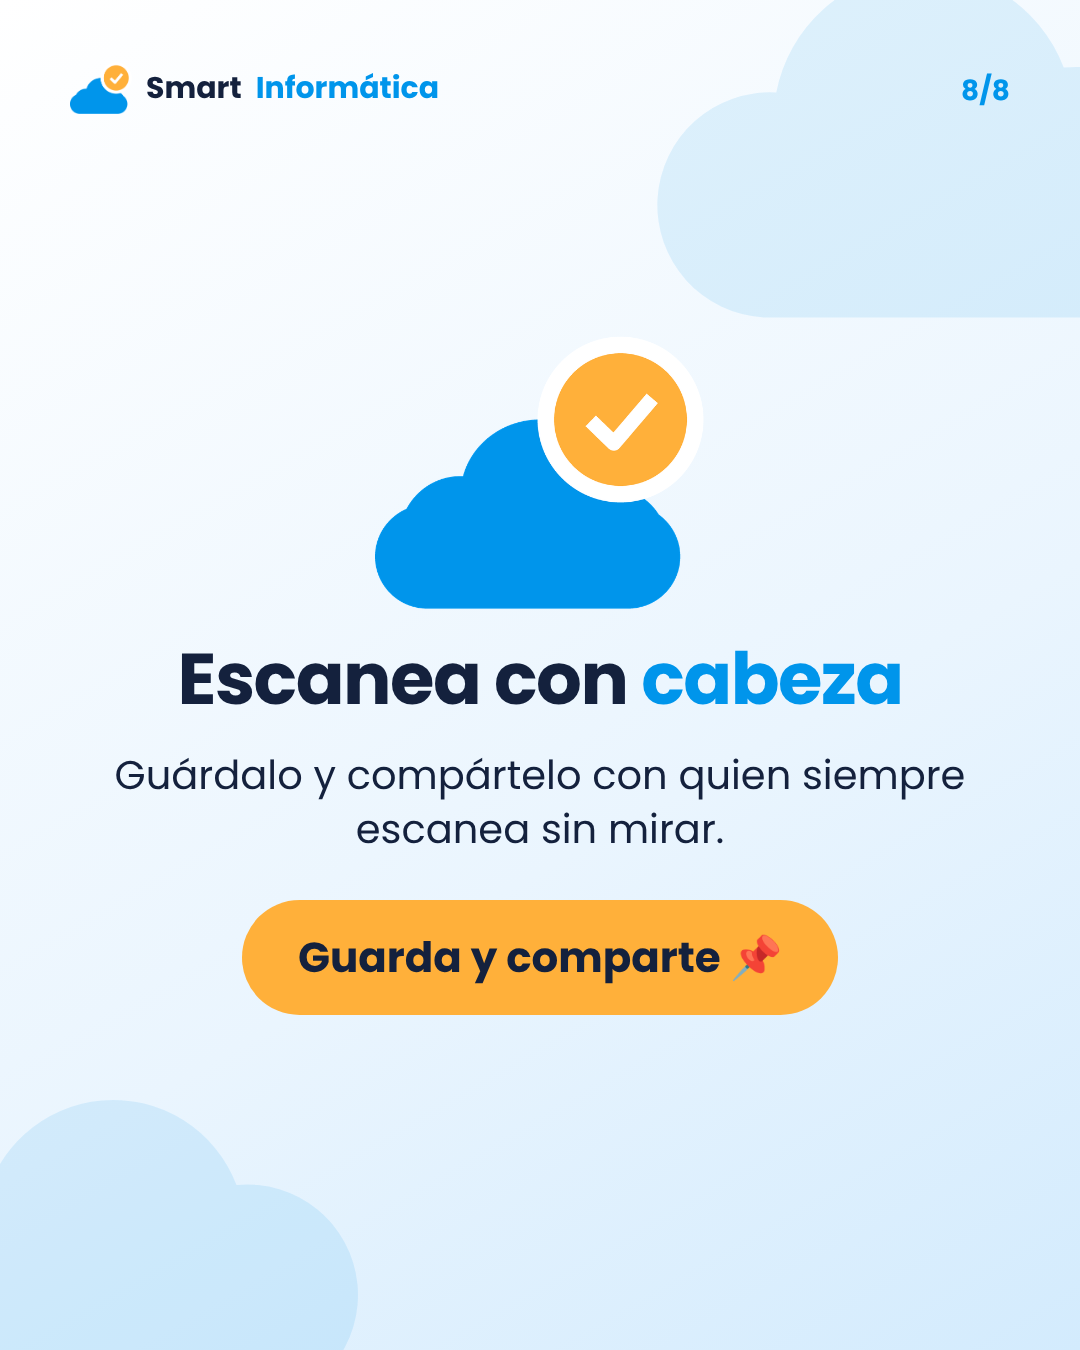 Smart Informática
8/8
Escanea con cabeza
Guárdalo y compártelo con quien siempre
escanea sin mirar.
Guarda y comparte 📌